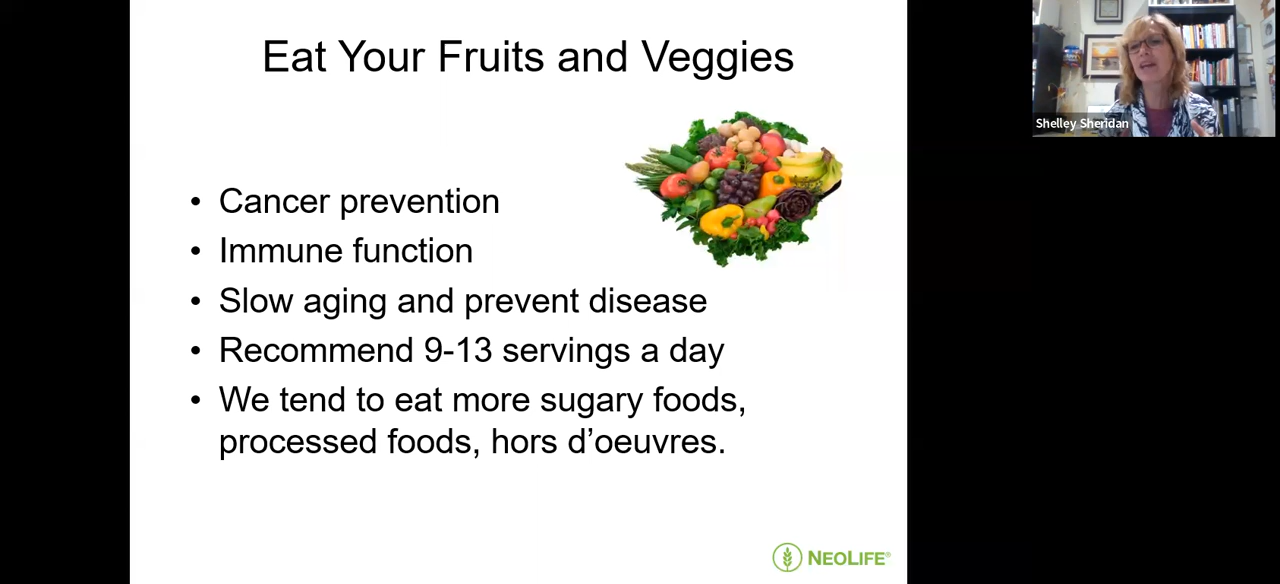 Eat Your Fruits and Veggies
Shelley Sheridan
• Cancer prevention
• Immune function
• Slow aging and prevent disease
• Recommend 9-13 servings a day
• We tend to eat more sugary foods,
processed foods, hors d’oeuvres.
NEOLIFE®